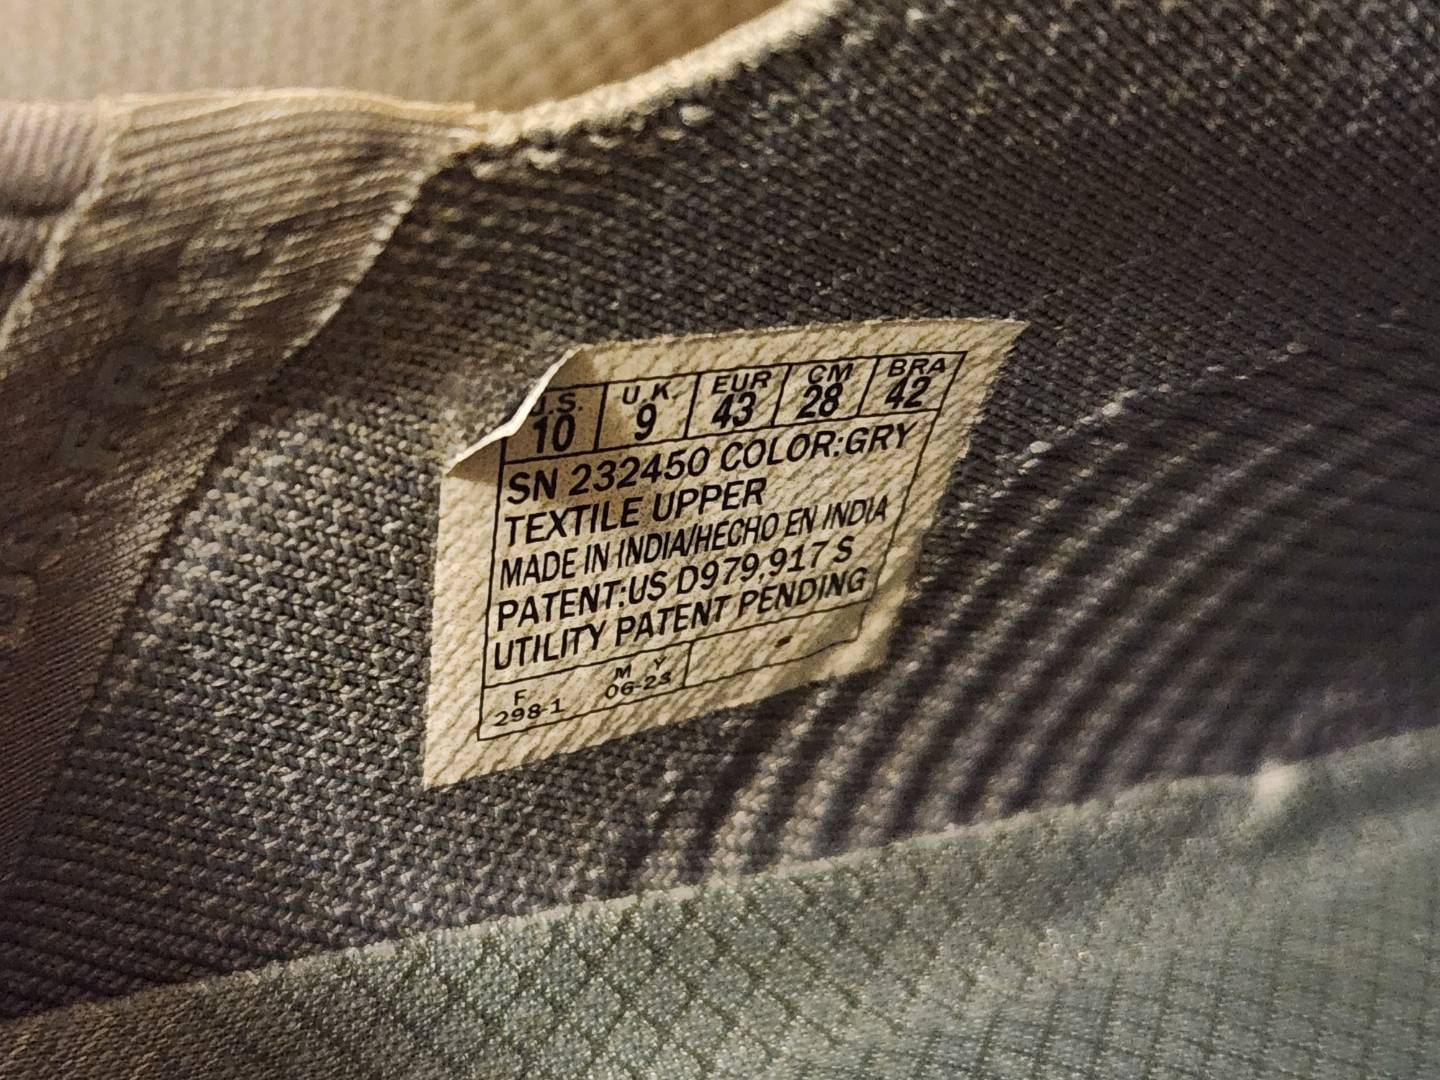 U.S. U.K. EUR CM BRA
10 9 43 28 42
SN 232450 COLOR:GRY
TEXTILE UPPER
MADE IN INDIA/HECHO EN INDIA
PATENT:US D979,917 S
UTILITY PATENT PENDING
F M Y -
298-1 06-23